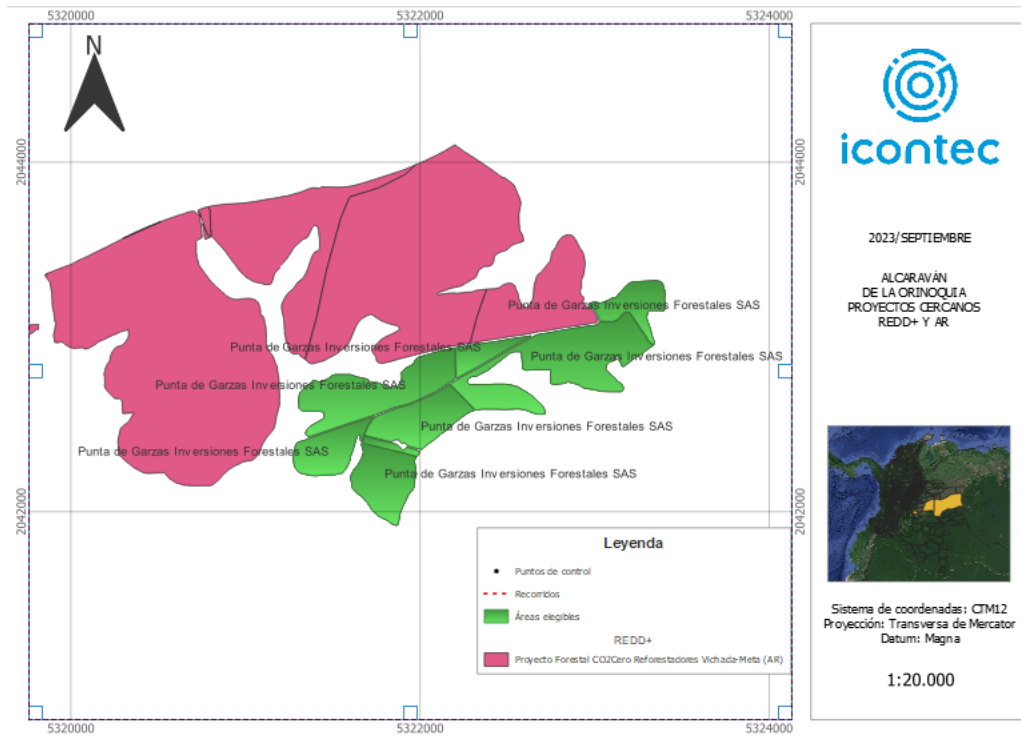 5320000
5322000
5324000
N
2044000
2044000
2042000
2042000
Punta de Garzas Inversiones Forestales SAS
Punta de Garzas Inversiones Forestales SAS
Punta de Garzas Inversiones Forestales SAS
Punta de Garzas Inversiones Forestales SAS
Punta de Garzas Inversiones Forestales SAS
Punta de Garzas Inversiones Forestales SAS
Punta de Garzas Inversiones Forestales SAS
Leyenda
Puntos de control
Recorridos
Áreas elegibles
REDD+
Proyecto Forestal CO2Cero Reforestadores Vichada-Meta (AR)
5320000
5322000
5324000
icontec
2023/SEPTIEMBRE
ALCARAVÁN
DE LA ORINOQUIA
PROYECTOS CERCANOS
REDD+ Y AR
Sistema de coordenadas: CTM12
Proyección: Transversa de Mercator
Datum: Magna
1:20.000